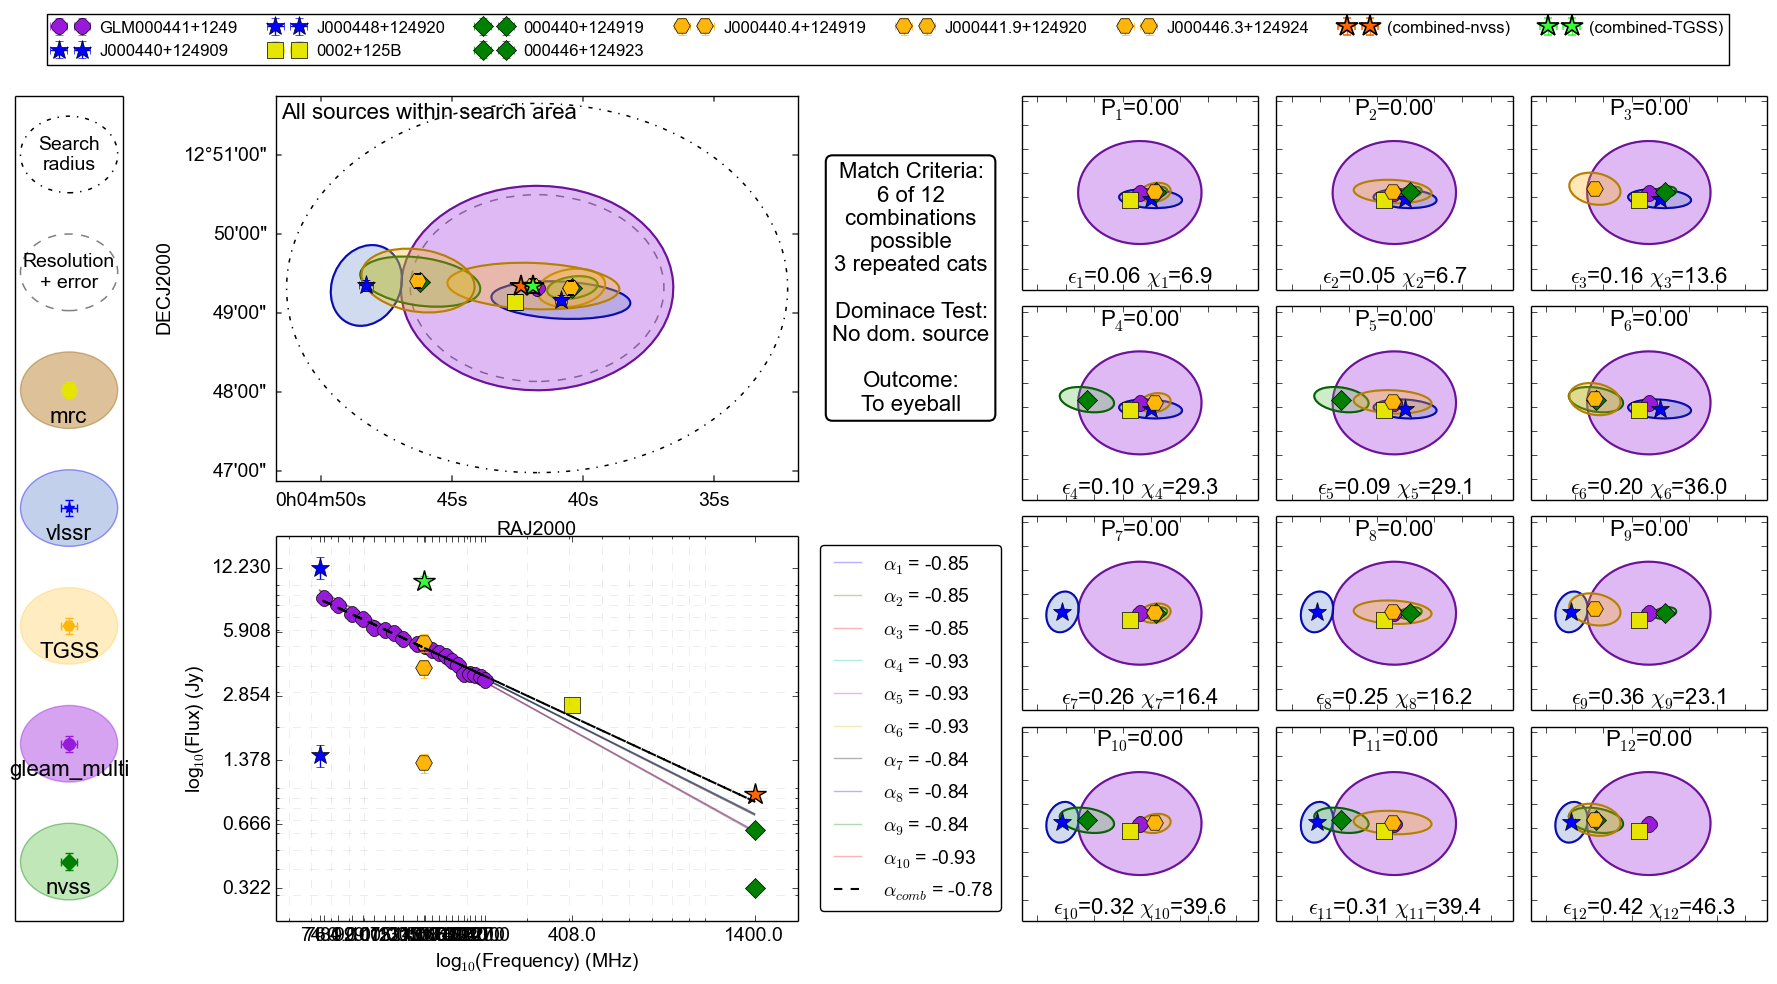 GLM000441+1249
J000448+124920
000440+124919
J000440.4+124919
J000441.9+124920
J000446.3+124924
(combined-nvss)
(combined-TGSS)
J000440+124909
0002+125B
000446+124923
Search
radius
Resolution
+ error
mrc
vlssr
TGSS
gleam_multi
nvss
All sources within search area
DECJ2000
12°51'00"
50'00"
49'00"
48'00"
47'00"
0h04m50s
45s
40s
35s
RAJ2000
Match Criteria:
6 of 12
combinations
possible
3 repeated cats
Dominace Test:
No dom. source
Outcome:
To eyeball
log10(Flux) (Jy)
12.230
5.908
2.854
1.378
0.666
0.322
408.0
1400.0
log10(Frequency) (MHz)
α1 = -0.85
α2 = -0.85
α3 = -0.85
α4 = -0.93
α5 = -0.93
α6 = -0.93
α7 = -0.84
α8 = -0.84
α9 = -0.84
α10 = -0.93
αcomb = -0.78
P1=0.00
ϵ1=0.06 χ1=6.9
P2=0.00
ϵ2=0.05 χ2=6.7
P3=0.00
ϵ3=0.16 χ3=13.6
P4=0.00
ϵ4=0.10 χ4=29.3
P5=0.00
ϵ5=0.09 χ5=29.1
P6=0.00
ϵ6=0.20 χ6=36.0
P7=0.00
ϵ7=0.26 χ7=16.4
P8=0.00
ϵ8=0.25 χ8=16.2
P9=0.00
ϵ9=0.36 χ9=23.1
P10=0.00
ϵ10=0.32 χ10=39.6
P11=0.00
ϵ11=0.31 χ11=39.4
P12=0.00
ϵ12=0.42 χ12=46.3